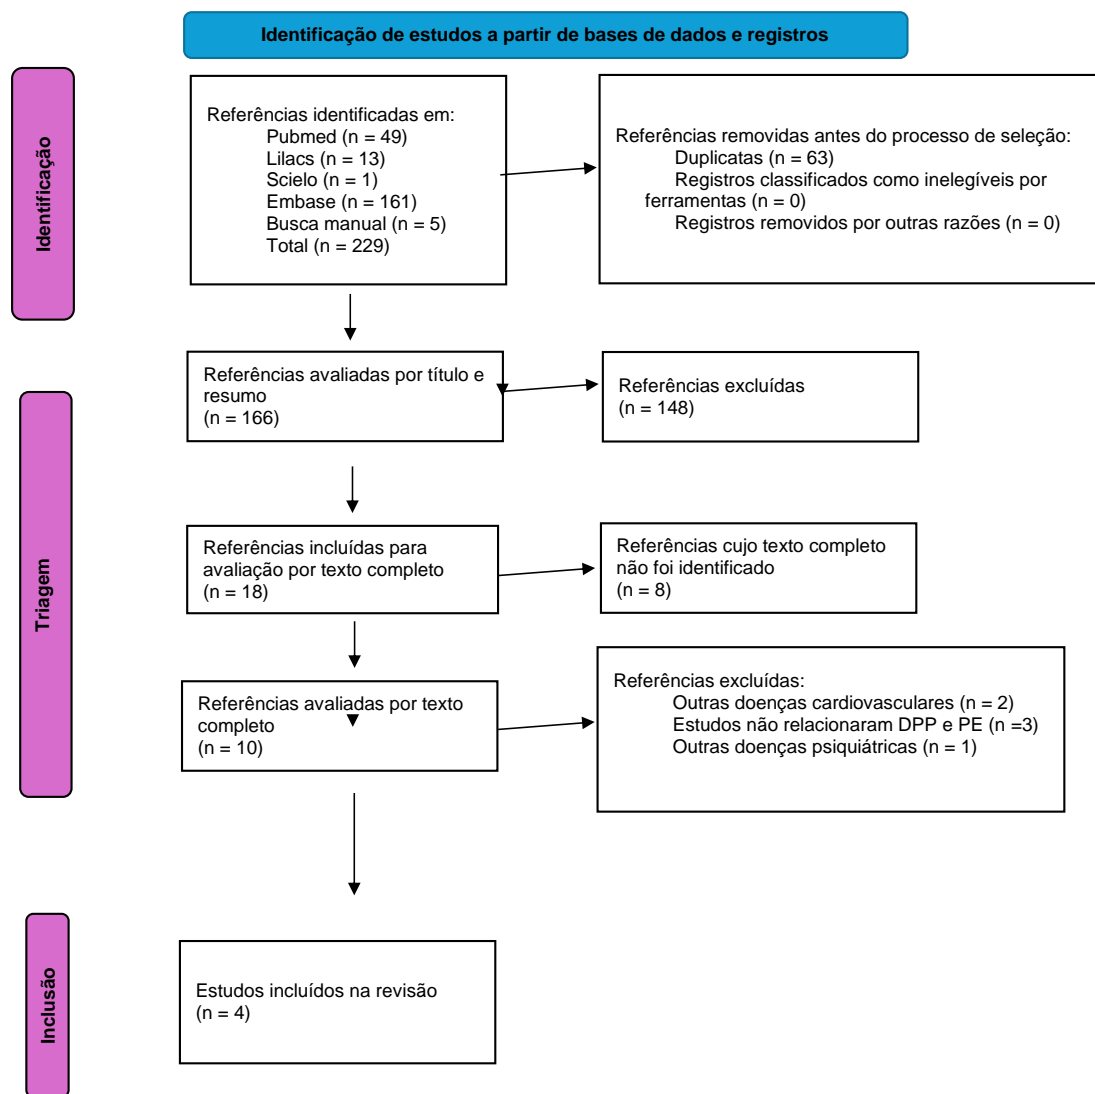 Identificação de estudos a partir de bases de dados e registros
Identificação
Referências identificadas em:
Pubmed (n = 49)
Lilacs (n = 13)
Scielo (n = 1)
Embase (n = 161)
Busca manual (n = 5)
Total (n = 229)
Referências removidas antes do processo de seleção:
Duplicatas (n = 63)
Registros classificados como inelegíveis por
ferramentas (n = 0)
Registros removidos por outras razões (n = 0)
Triagem
Referências avaliadas por título e
resumo
(n = 166)
Referências excluídas
(n = 148)
Referências incluídas para
avaliação por texto completo
(n = 18)
Referências cujo texto completo
não foi identificado
(n = 8)
Referências avaliadas por texto
completo
(n = 10)
Referências excluídas:
Outras doenças cardiovasculares (n = 2)
Estudos não relacionaram DPP e PE (n =3)
Outras doenças psiquiátricas (n = 1)
Inclusão
Estudos incluídos na revisão
(n = 4)